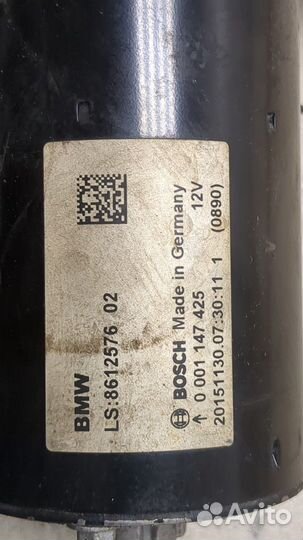 BMW
LS:8612576 02
BOSCH Made in Germany 12V
0 001 147 425 (0890)
20151130.07:30:11 1
Avito